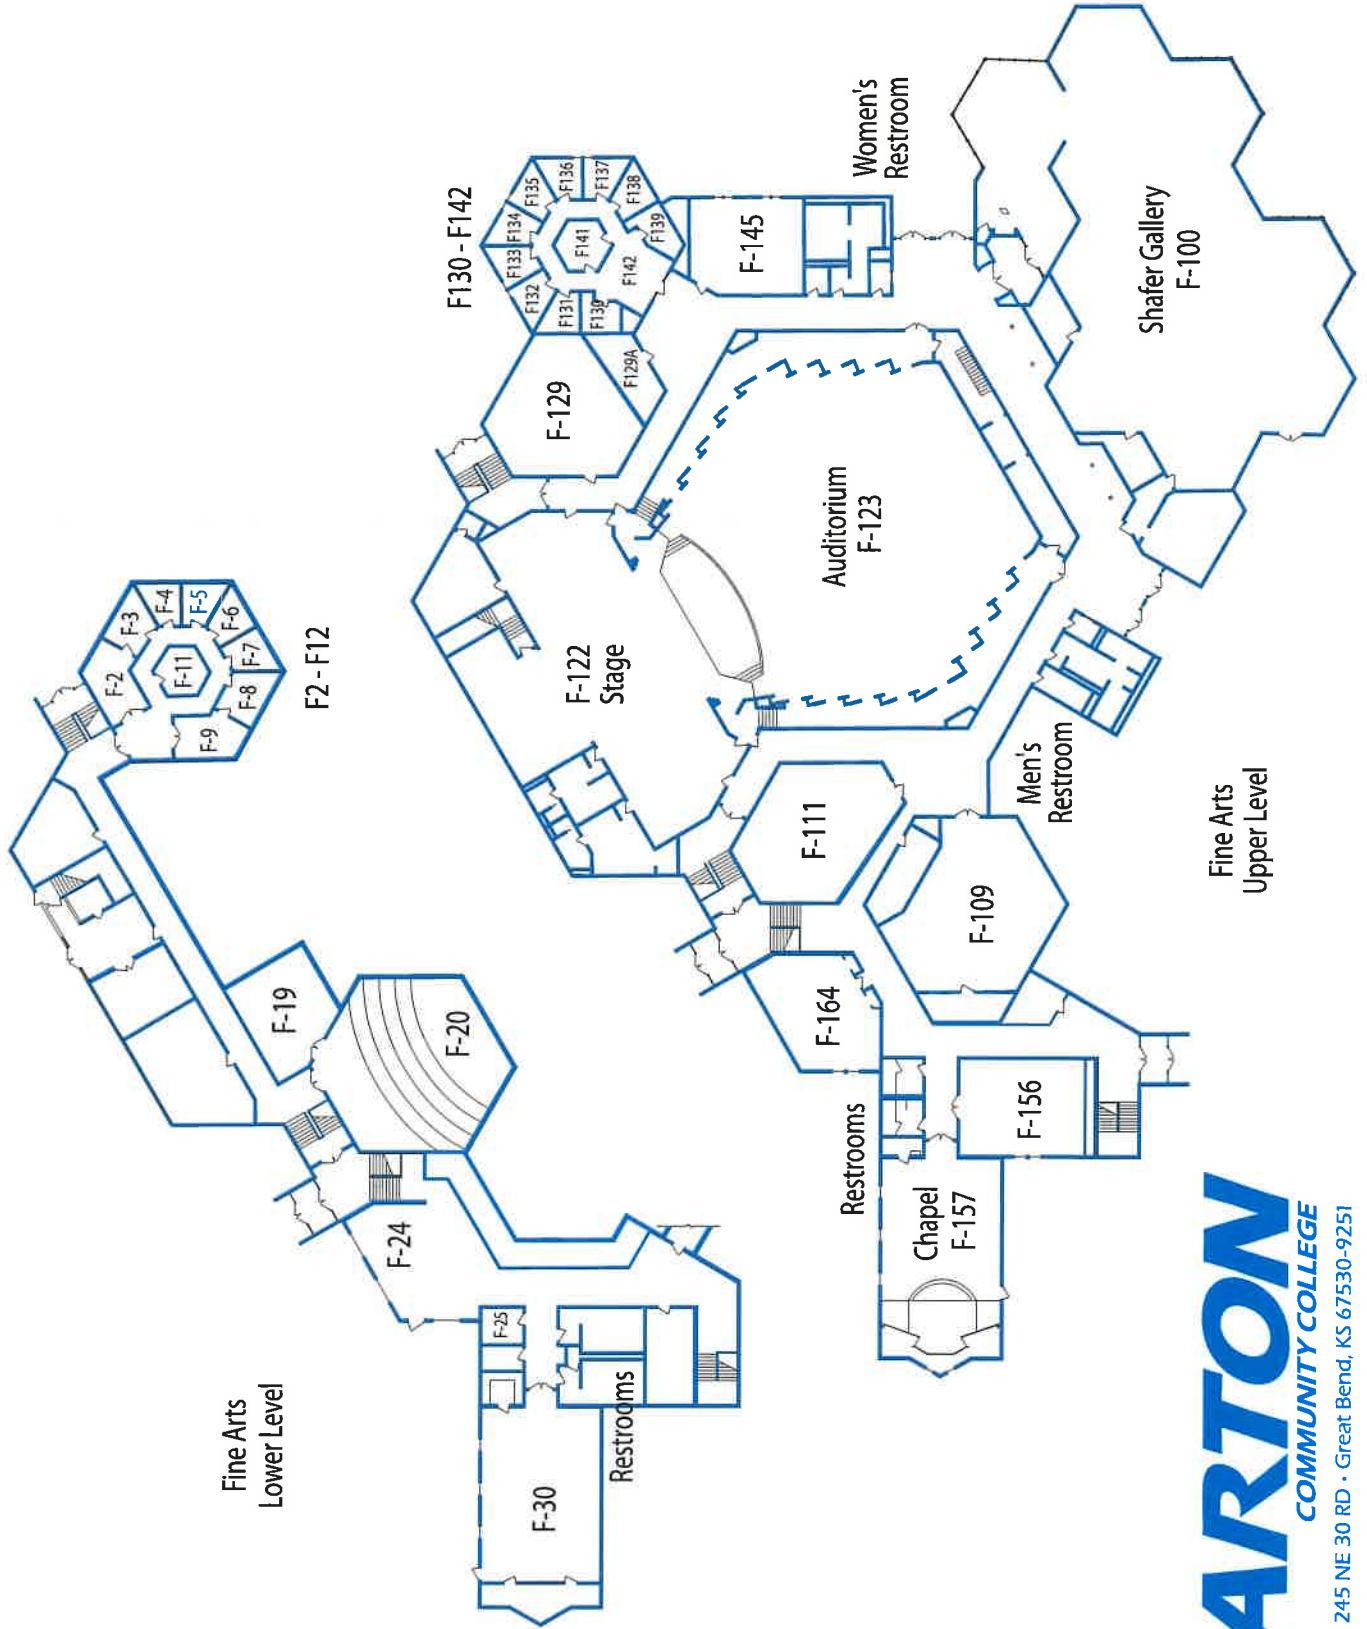 Fine Arts
Lower Level
F-30
Restrooms
F-25
F-24
F-20
F-19
F2 - F12
F-2
F-3
F-4
F-5
F-6
F-7
F-8
F-9
F-11
F130 - F142
F130
F131
F132
F133
F134
F135
F136
F137
F138
F139
F141
F142
F129A
F-129
F-145
Women's
Restroom
Shafer Gallery
F-100
Auditorium
F-123
F-122
Stage
F-111
F-109
Men's
Restroom
F-164
Restrooms
F-156
Chapel
F-157
Fine Arts
Upper Level
ARTON
COMMUNITY COLLEGE
245 NE 30 RD • Great Bend, KS 67530-9251